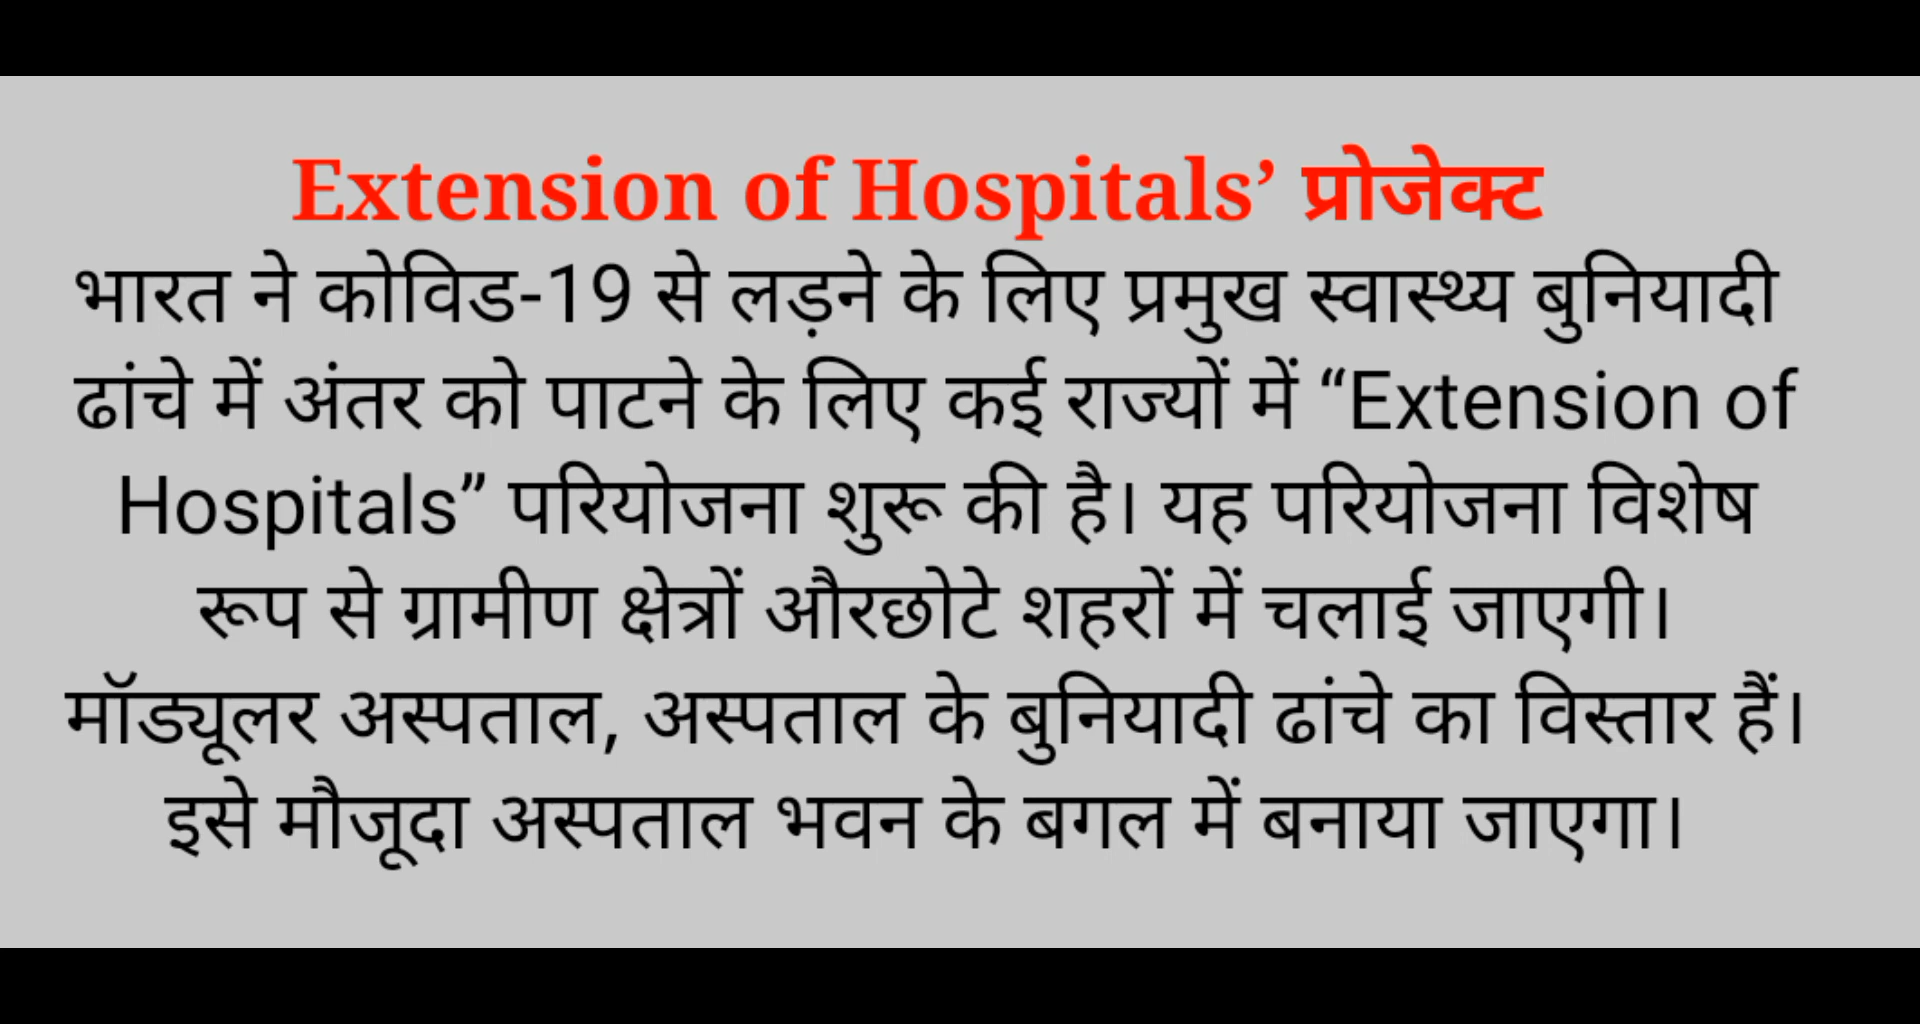 Extension of Hospitals’ प्रोजेक्ट
भारत ने कोविड-19 से लड़ने के लिए प्रमुख स्वास्थ्य बुनियादी
ढांचे में अंतर को पाटने के लिए कई राज्यों में “Extension of
Hospitals” परियोजना शुरू की है। यह परियोजना विशेष
रूप से ग्रामीण क्षेत्रों औरछोटे शहरों में चलाई जाएगी।
मॉड्यूलर अस्पताल, अस्पताल के बुनियादी ढांचे का विस्तार हैं।
इसे मौजूदा अस्पताल भवन के बगल में बनाया जाएगा।